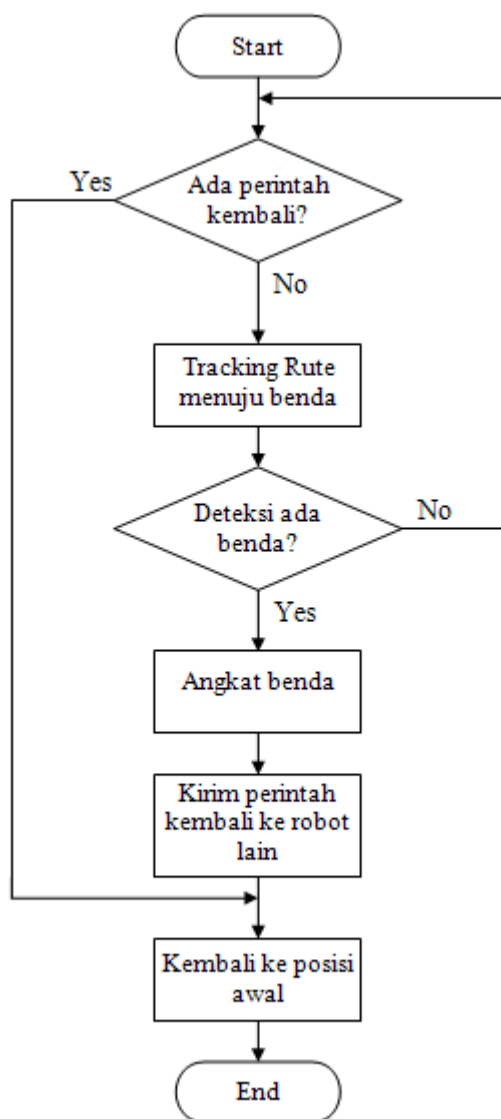 Start
Yes
Ada perintah
kembali?
No
Tracking Rute
menuju benda
Deteksi ada
benda?
No
Yes
Angkat benda
Kirim perintah
kembali ke robot
lain
Kembali ke posisi
awal
End